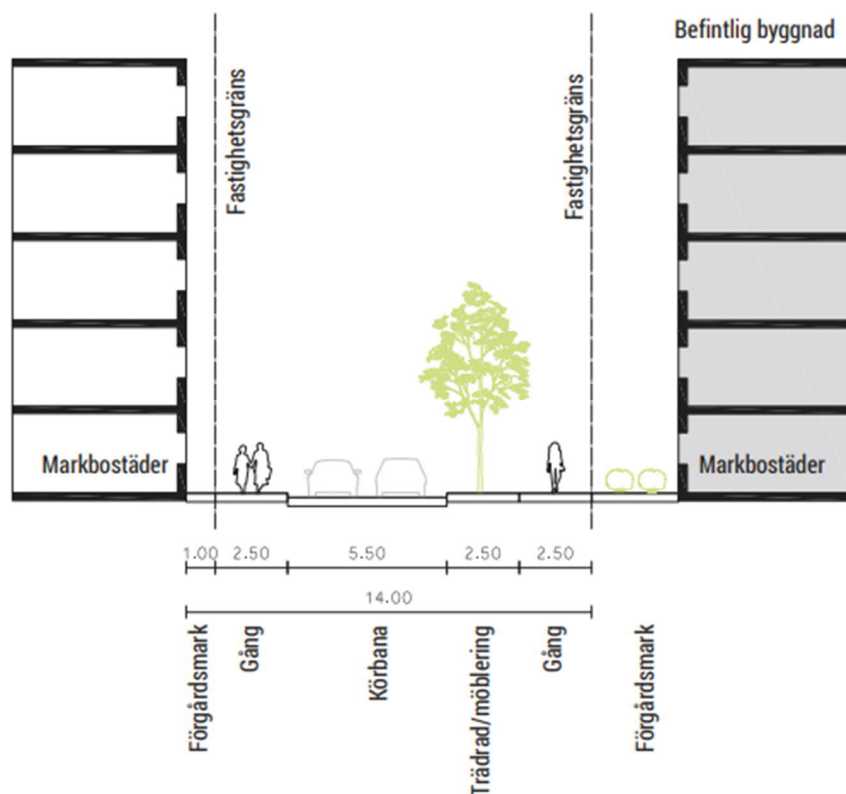 Befintlig byggnad
Fastighetsgräns
Fastighetsgräns
Markbostäder
Markbostäder
1.00 2.50 5.50 2.50 2.50
14.00
Förgårdsmark
Gång
Körbana
Trädrad/möblering
Gång
Förgårdsmark